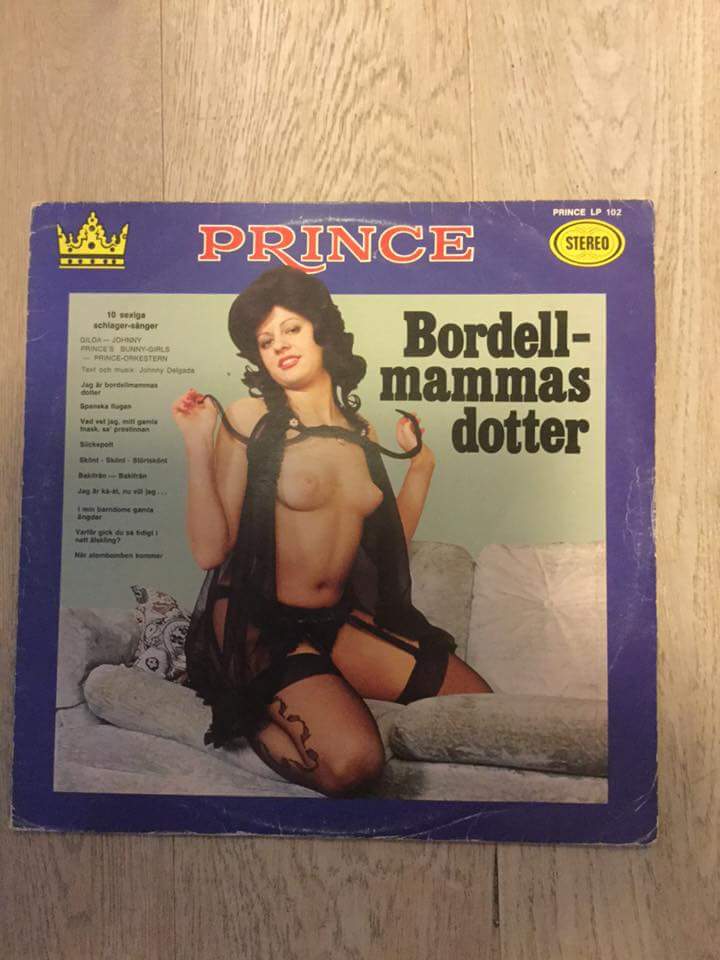 PRINCE LP 102
PRINCE
STEREO
10 sexiga
schlager-sånger
GILDA — JOHNNY
PRINCE'S BUNNY-GIRLS
— PRINCE-ORKESTERN
Text och musik: Johnny Delgada
Jag är bordellmammas
dotter
Spanska flugan
Vad vet jag, mitt gamla
fnask, sa' prostinnan
Slickepott
Skönt - Skönt - Störtskönt
Bakifrån — Bakifrån
Jag är kå-åt, nu vill jag . . .
I min barndoms gamla
ängdar
Varför gick du så tidigt i
natt älskling?
När atombomben kommer
Bordell-
mammas
dotter